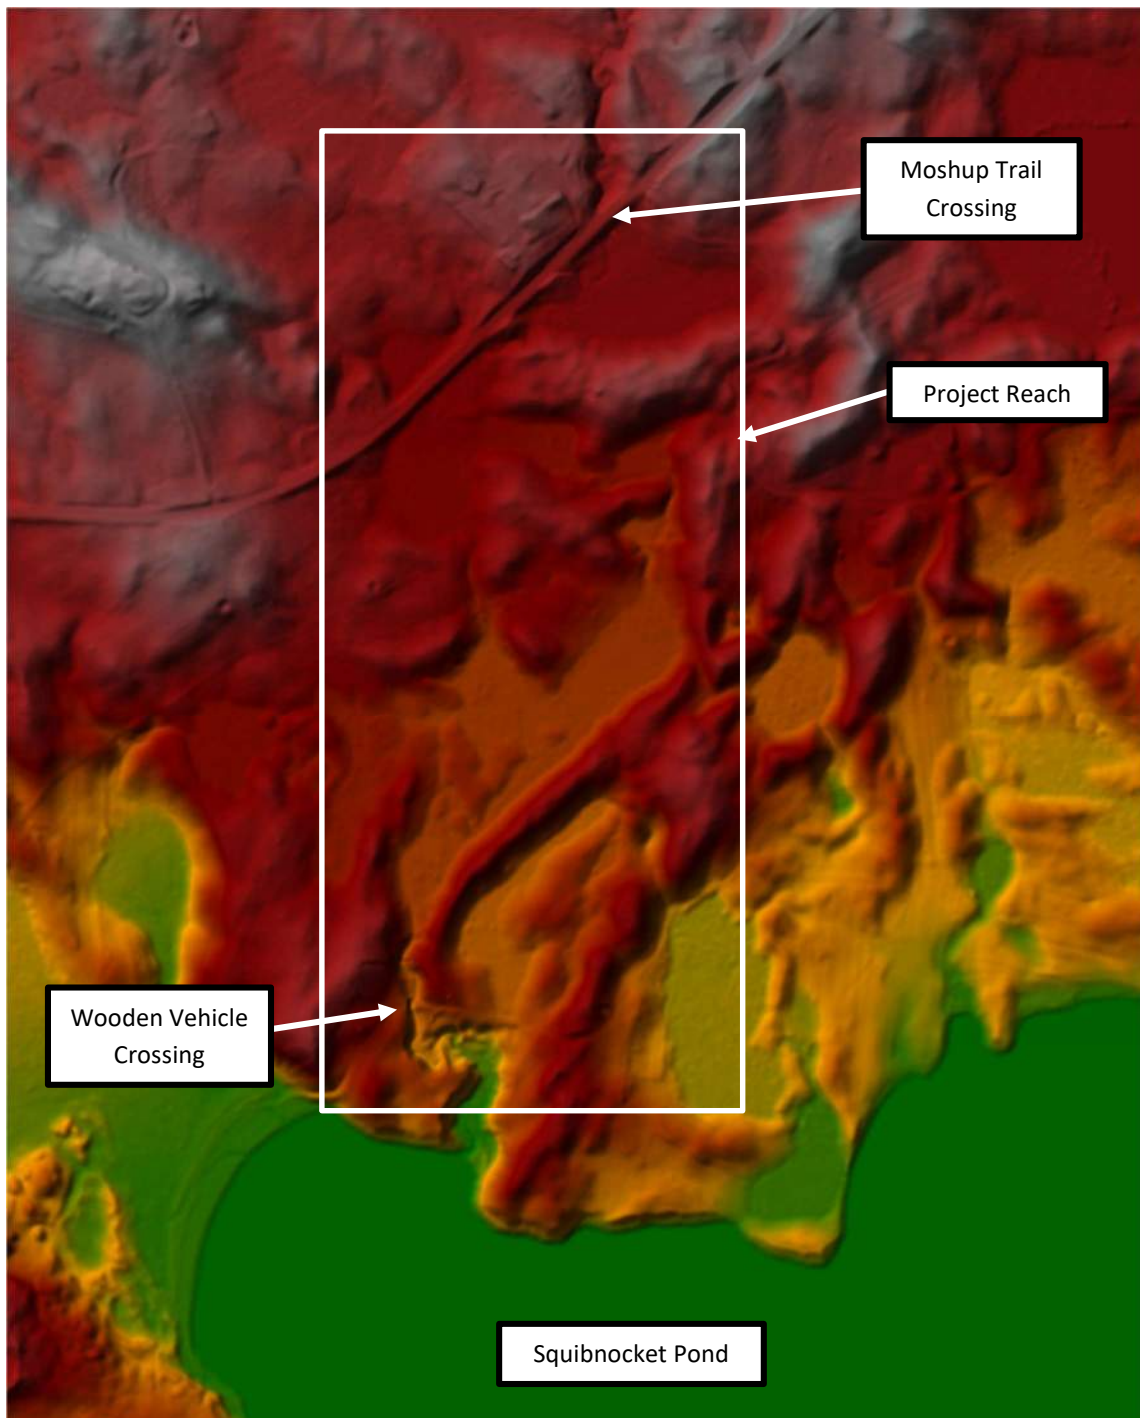 Moshup Trail
Crossing
Project Reach
Wooden Vehicle
Crossing
Squibnocket Pond